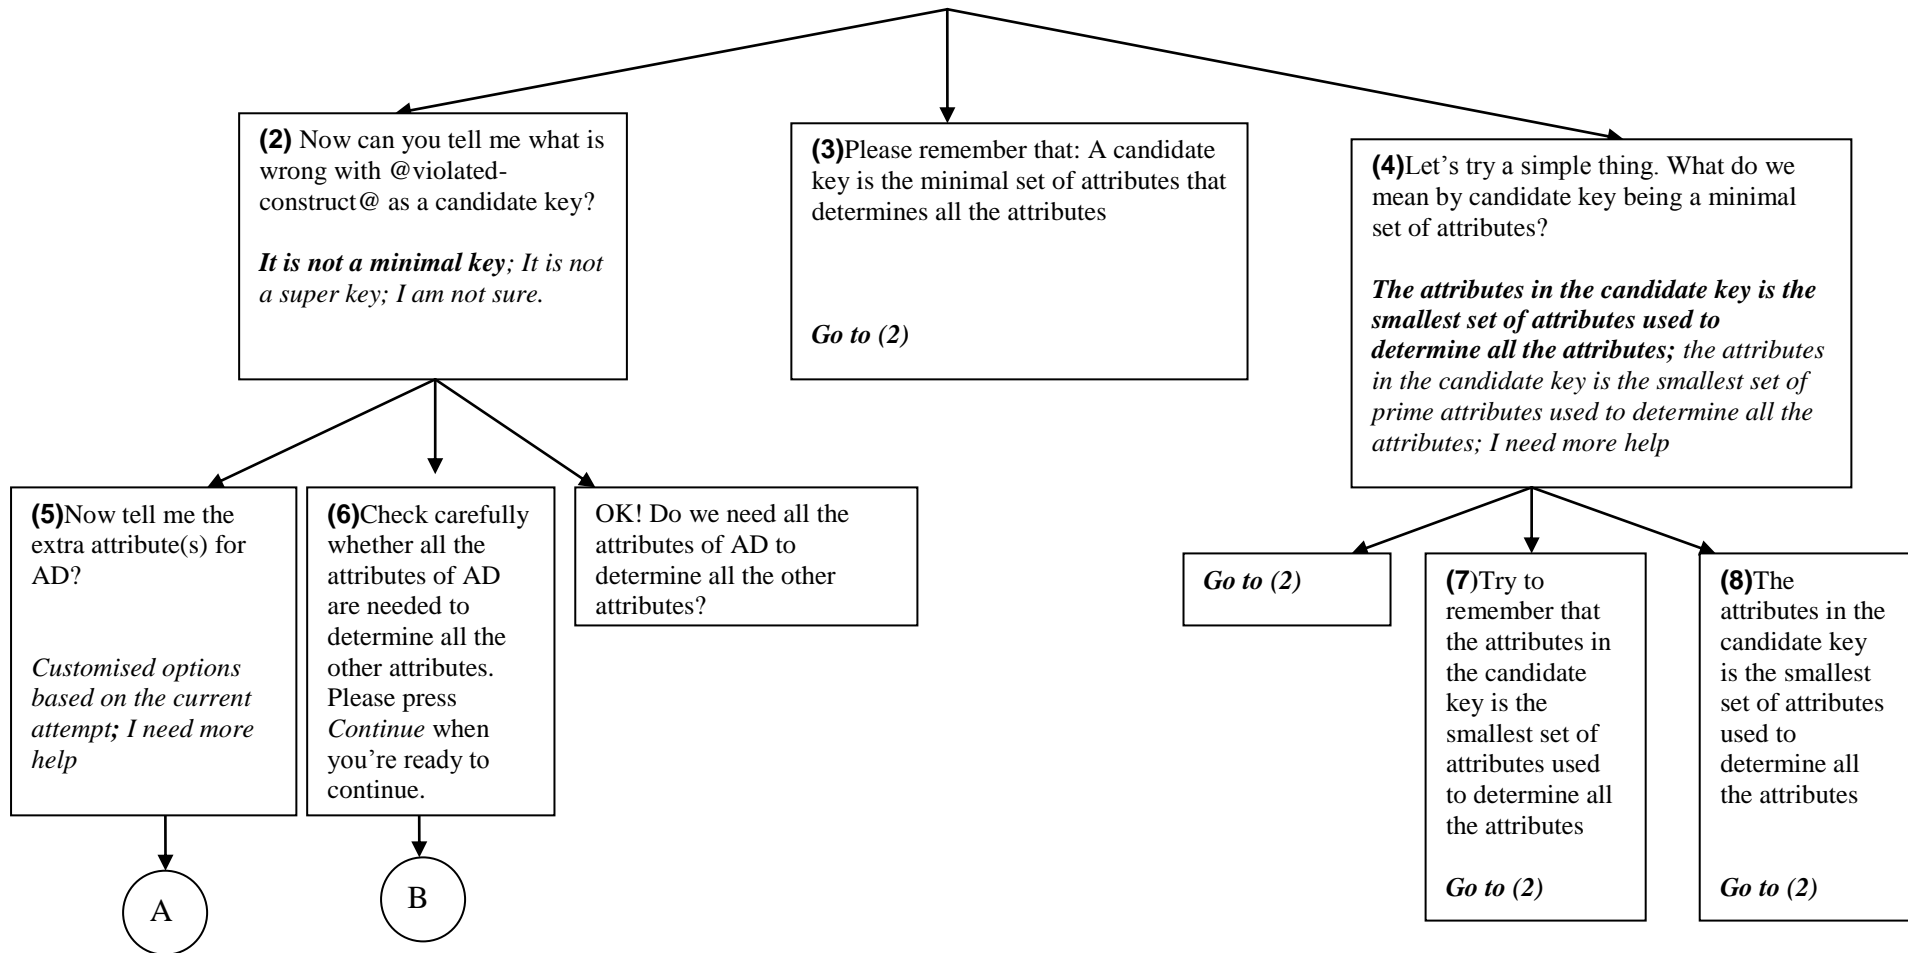 (2) Now can you tell me what is
wrong with @violated-
construct@ as a candidate key?
It is not a minimal key; It is not
a super key; I am not sure.
(3)Please remember that: A candidate
key is the minimal set of attributes that
determines all the attributes
Go to (2)
(4)Let’s try a simple thing. What do we
mean by candidate key being a minimal
set of attributes?
The attributes in the candidate key is the
smallest set of attributes used to
determine all the attributes; the attributes
in the candidate key is the smallest set of
prime attributes used to determine all the
attributes; I need more help
(5)Now tell me the
extra attribute(s) for
AD?
Customised options
based on the current
attempt; I need more
help
(6)Check carefully
whether all the
attributes of AD
are needed to
determine all the
other attributes.
Please press
Continue when
you’re ready to
continue.
OK! Do we need all the
attributes of AD to
determine all the other
attributes?
Go to (2)
(7)Try to
remember that
the attributes in
the candidate
key is the
smallest set of
attributes used
to determine all
the attributes
Go to (2)
(8)The
attributes in the
candidate key
is the smallest
set of attributes
used to
determine all
the attributes
Go to (2)
A
B